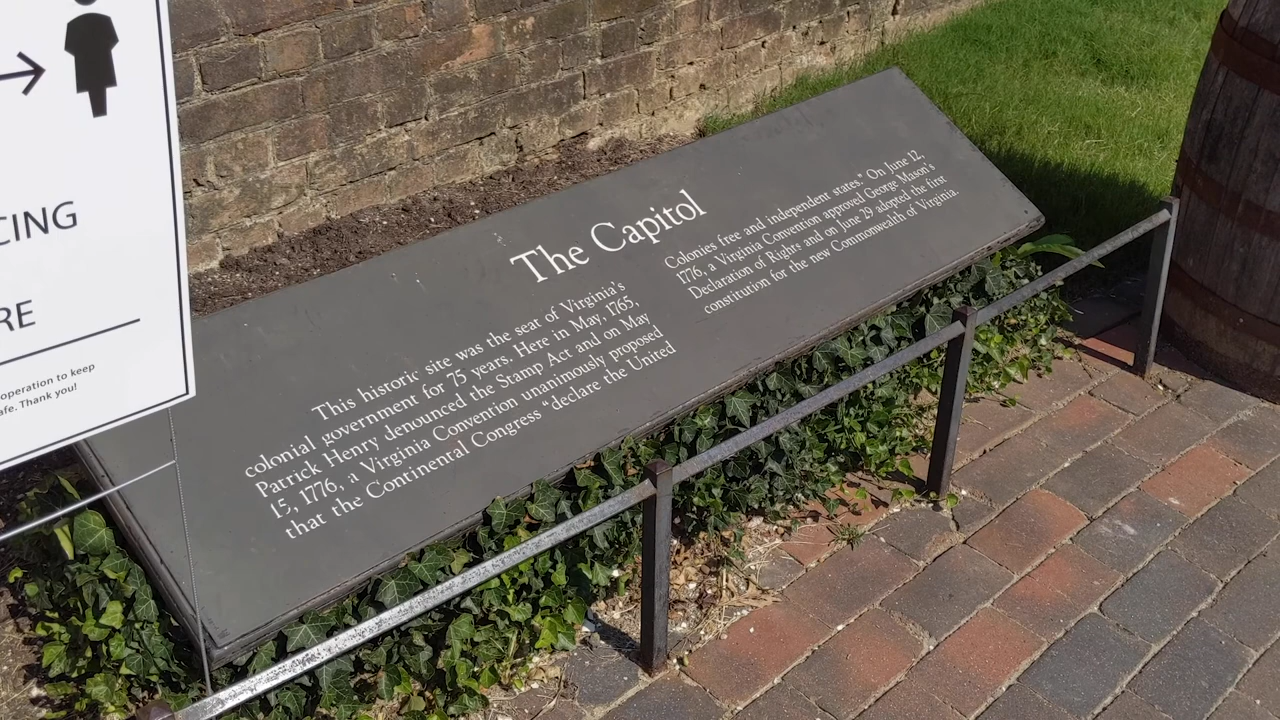 CING
RE
operation to keep
afe. Thank you!
The Capitol
This historic site was the seat of Virginia's
colonial government for 75 years. Here in May, 1765,
Patrick Henry denounced the Stamp Act and on May
15, 1776, a Virginia Convention unanimously proposed
that the Continental Congress "declare the United
Colonies free and independent states." On June 12,
1776, a Virginia Convention approved George Mason's
Declaration of Rights and on June 29 adopted the first
constitution for the new Commonwealth of Virginia.